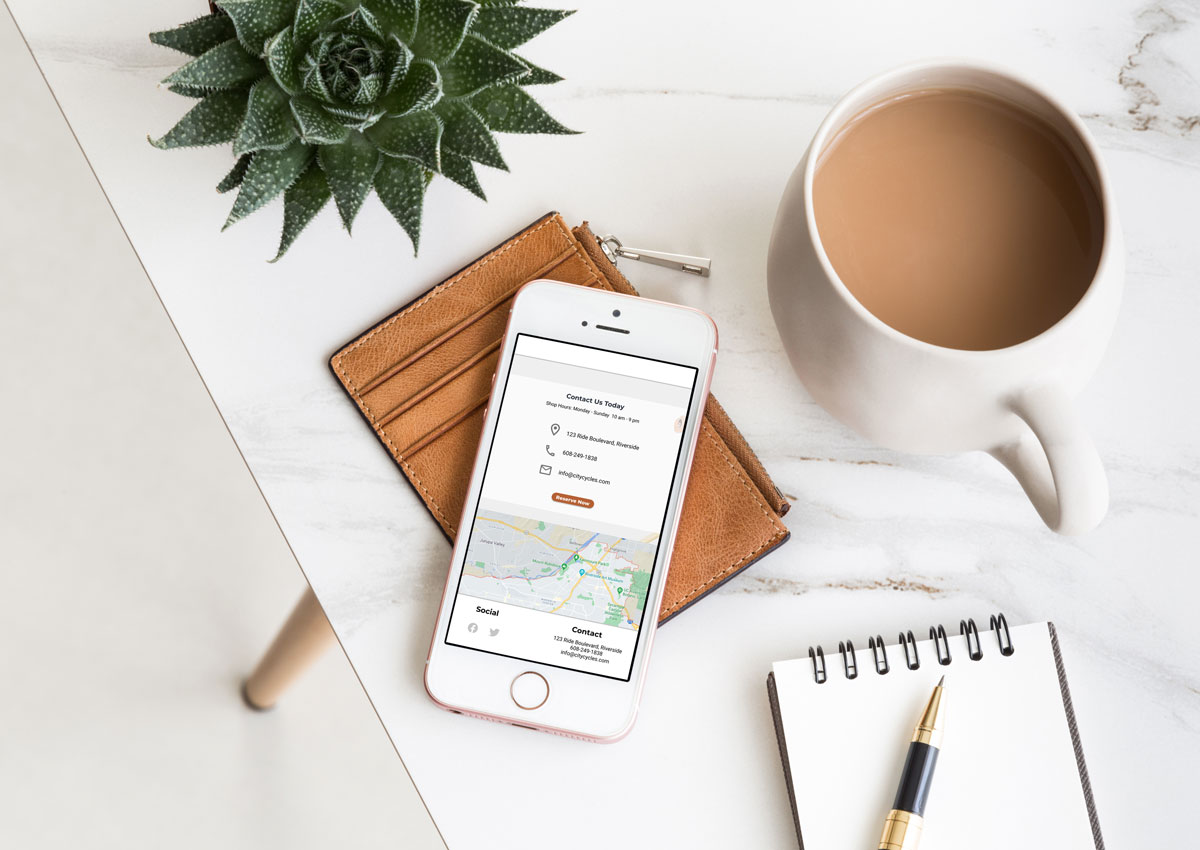 Contact Us Today
Shop Hours: Monday - Sunday 10 am - 9 pm
123 Ride Boulevard, Riverside
608-249-1838
info@citycycles.com
Reserve Now
Jurupa Valley
Social
Contact
123 Ride Boulevard, Riverside
608-249-1838
info@citycycles.com